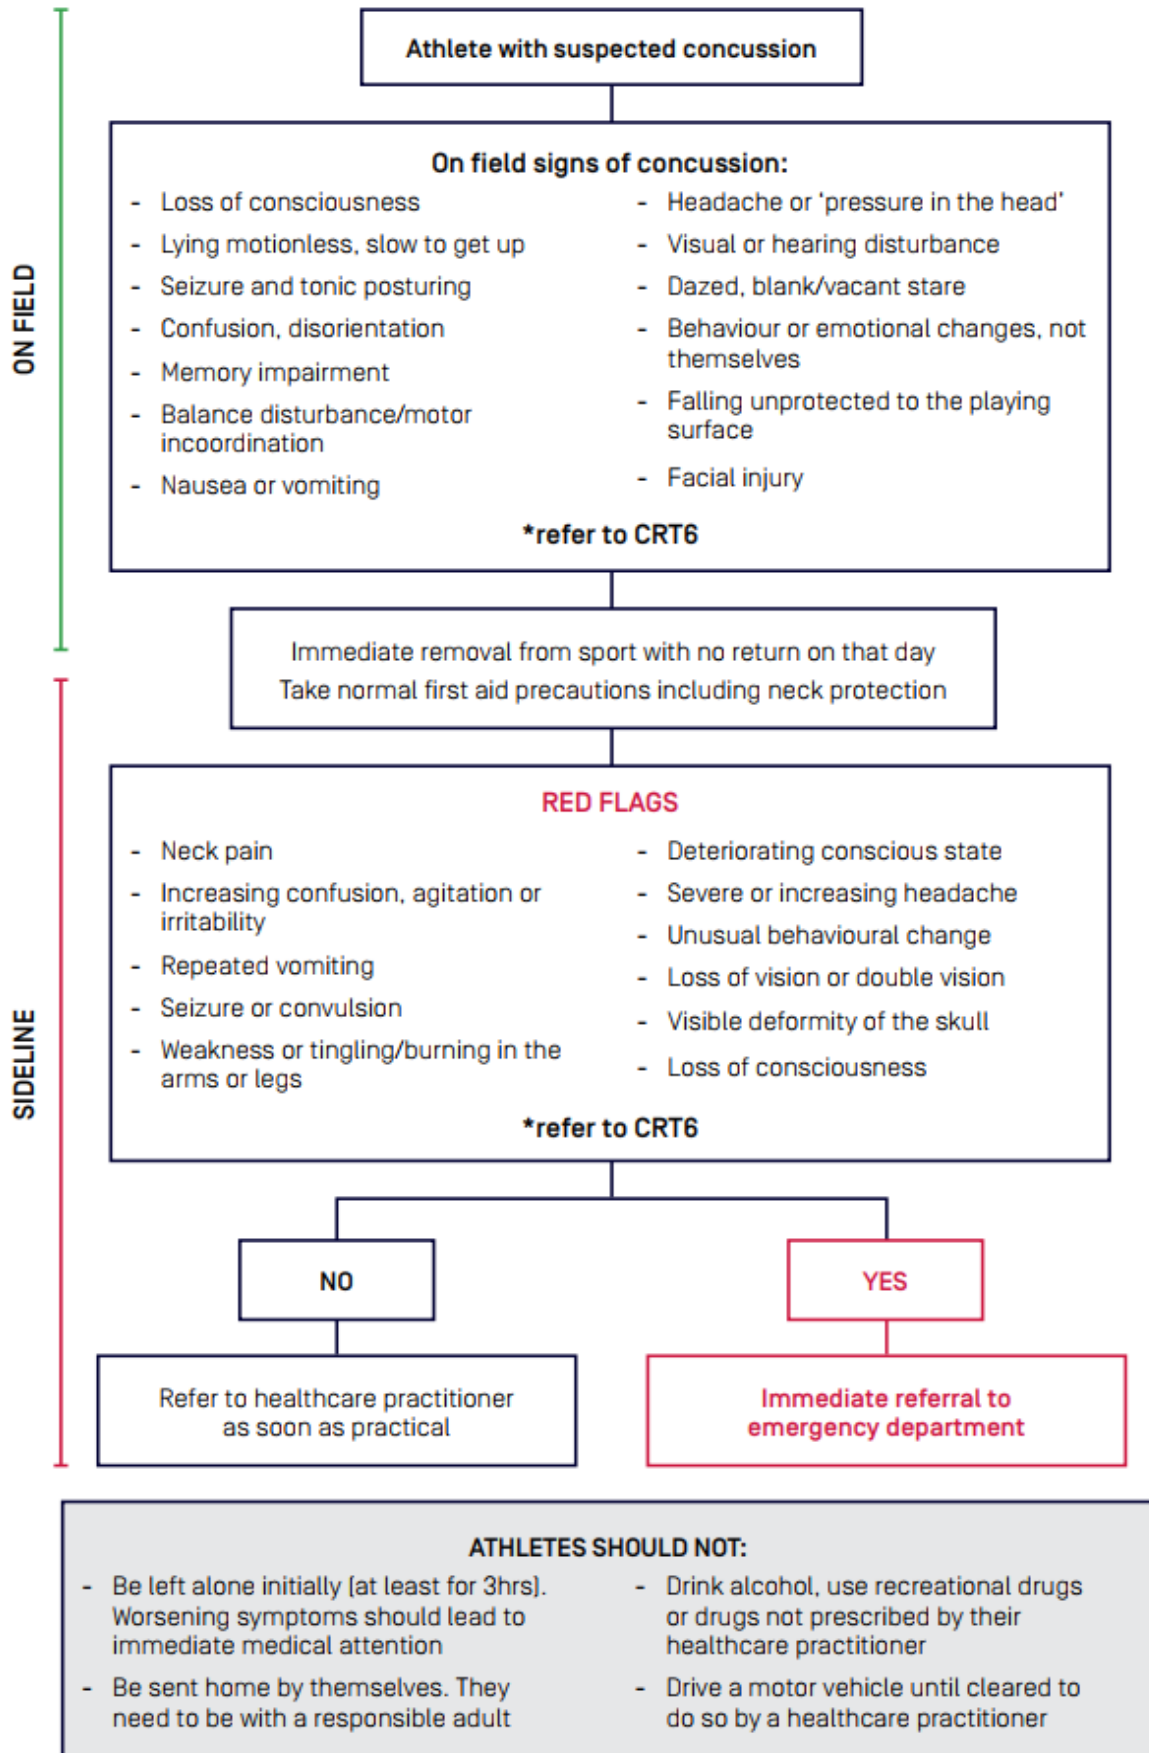 Athlete with suspected concussion
ON FIELD
On field signs of concussion:
- Loss of consciousness
- Lying motionless, slow to get up
- Seizure and tonic posturing
- Confusion, disorientation
- Memory impairment
- Balance disturbance/motor
incoordination
- Nausea or vomiting
- Headache or ‘pressure in the head’
- Visual or hearing disturbance
- Dazed, blank/vacant stare
- Behaviour or emotional changes, not
themselves
- Falling unprotected to the playing
surface
- Facial injury
*refer to CRT6
Immediate removal from sport with no return on that day
Take normal first aid precautions including neck protection
SIDELINE
RED FLAGS
- Neck pain
- Increasing confusion, agitation or
irritability
- Repeated vomiting
- Seizure or convulsion
- Weakness or tingling/burning in the
arms or legs
- Deteriorating conscious state
- Severe or increasing headache
- Unusual behavioural change
- Loss of vision or double vision
- Visible deformity of the skull
- Loss of consciousness
*refer to CRT6
NO
YES
Refer to healthcare practitioner
as soon as practical
Immediate referral to
emergency department
ATHLETES SHOULD NOT:
- Be left alone initially (at least for 3hrs).
Worsening symptoms should lead to
immediate medical attention
- Be sent home by themselves. They
need to be with a responsible adult
- Drink alcohol, use recreational drugs
or drugs not prescribed by their
healthcare practitioner
- Drive a motor vehicle until cleared to
do so by a healthcare practitioner